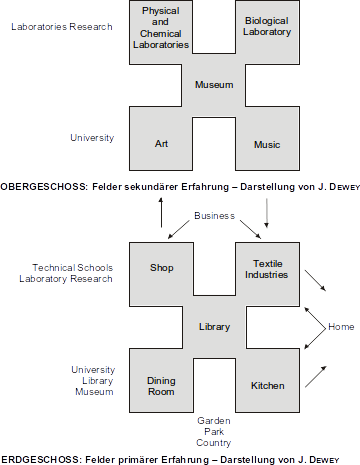 Laboratories Research
Physical
and
Chemical
Laboratories
Biological
Laboratory
Museum
University
Art
Music
OBERGESCHOSS: Felder sekundärer Erfahrung – Darstellung von J. DEWEY
Business
Technical Schools
Laboratory Research
Shop
Textile
Industries
Library
Home
University
Library
Museum
Dining
Room
Kitchen
Garden
Park
Country
ERDGESCHOSS: Felder primärer Erfahrung – Darstellung von J. DEWEY